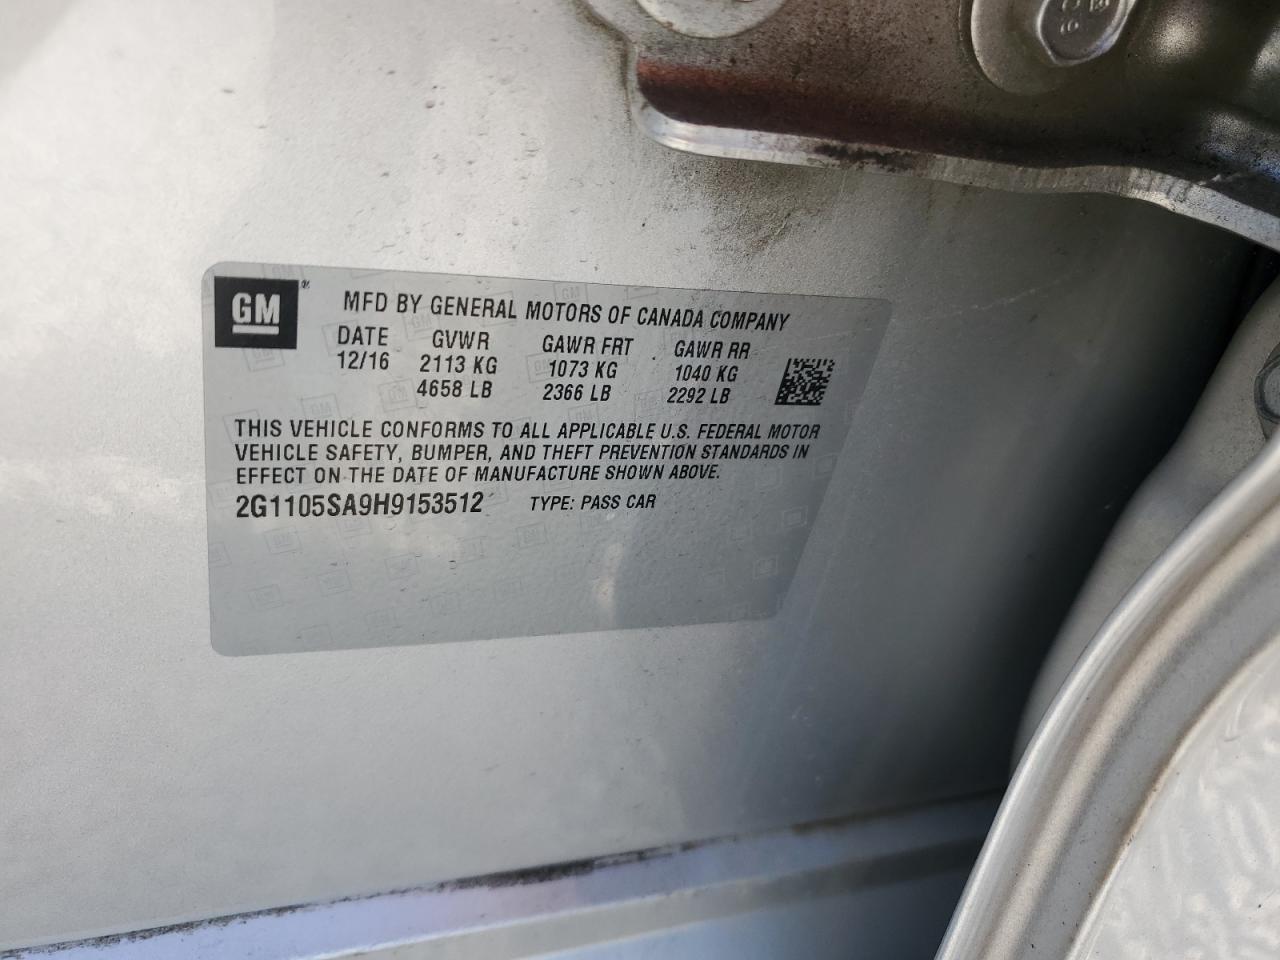 GM
MFD BY GENERAL MOTORS OF CANADA COMPANY
DATE GVWR GAWR FRT GAWR RR
12/16 2113 KG 1073 KG 1040 KG
4658 LB 2366 LB 2292 LB
THIS VEHICLE CONFORMS TO ALL APPLICABLE U.S. FEDERAL MOTOR
VEHICLE SAFETY, BUMPER, AND THEFT PREVENTION STANDARDS IN
EFFECT ON THE DATE OF MANUFACTURE SHOWN ABOVE.
2G1105SA9H9153512 TYPE: PASS CAR